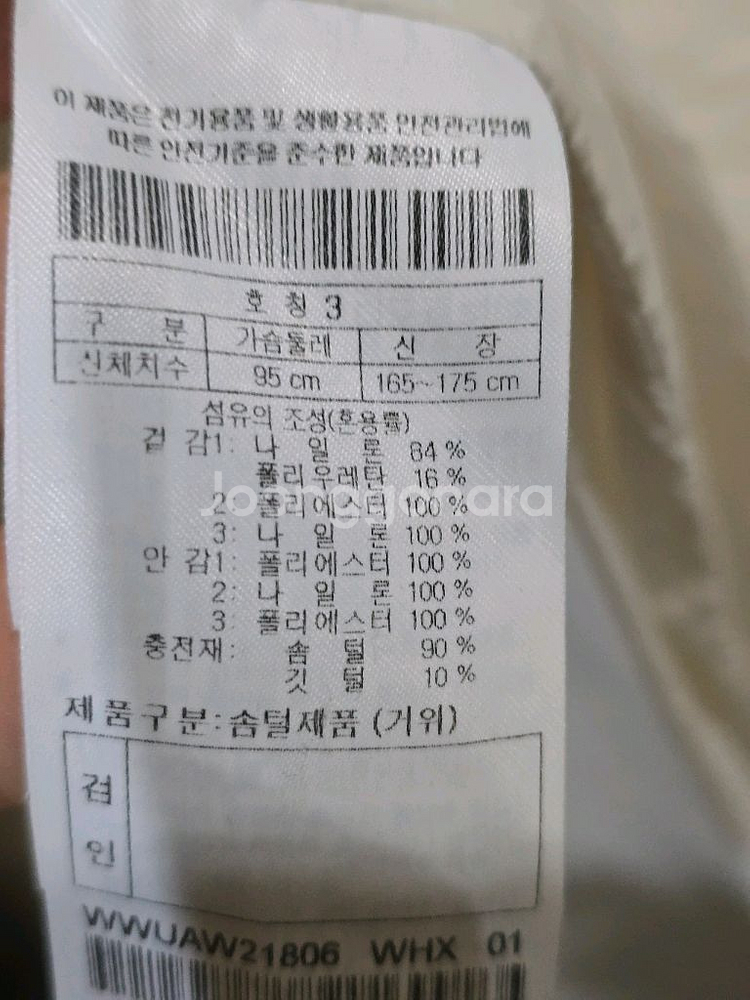 이 제품은 전기용품 및 생활용품 안전관리법에
따른 안전기준을 준수한 제품입니다
호 칭 3
구 분 가슴둘레 신 장
신체치수 95 cm 165~175 cm
섬유의 조성(혼용률)
겉 감1: 나 일 론 84 %
폴리우레탄 16 %
2: 폴리에스터 100 %
3: 나 일 론 100 %
안 감1: 폴리에스터 100 %
2: 나 일 론 100 %
3: 폴리에스터 100 %
충전재: 솜 털 90 %
깃 털 10 %
제품구분:솜털제품 (거위)
검
인
WWUAW21806 WHX 01
Joonggonara